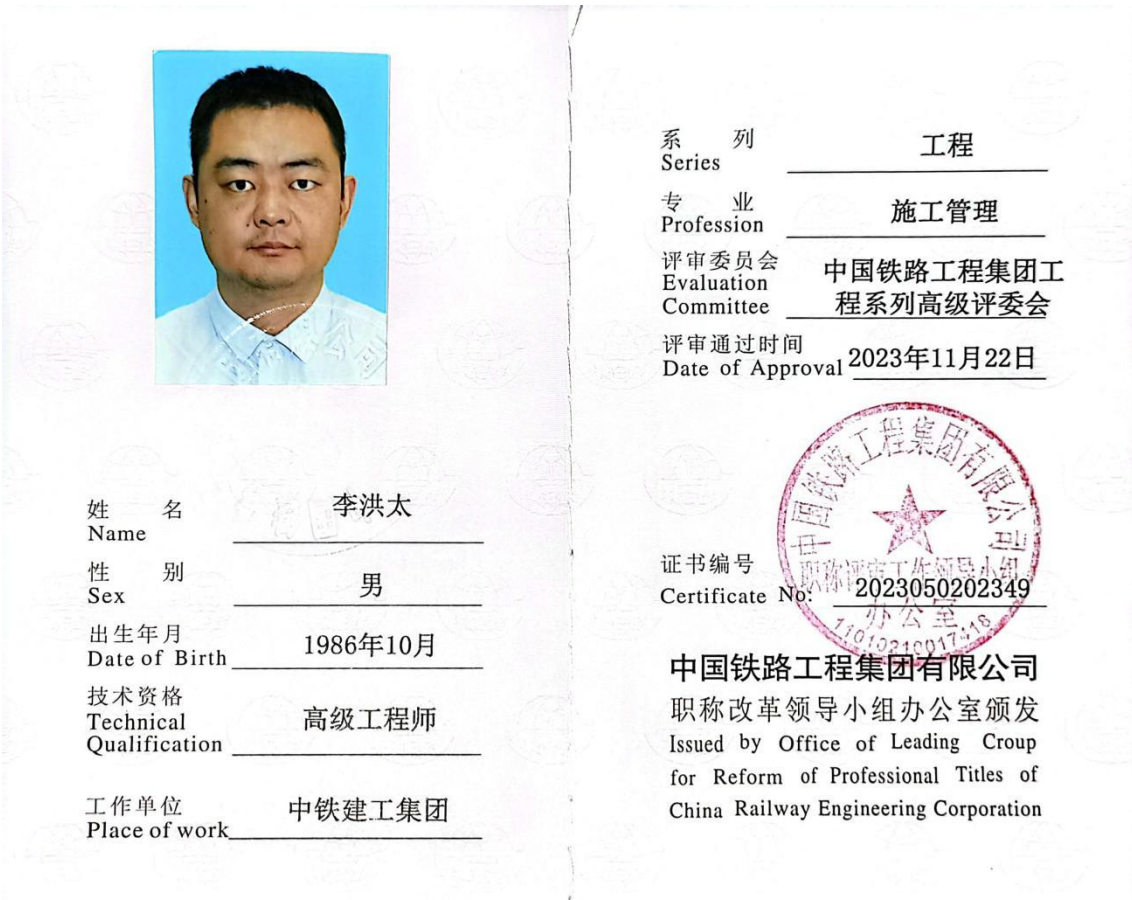 姓 名 李洪太
Name
性 别 男
Sex
出生年月 1986年10月
Date of Birth
技术资格 高级工程师
Technical
Qualification
工作单位 中铁建工集团
Place of work
系 列 工程
Series
专 业 施工管理
Profession
评审委员会 中国铁路工程集团工
Evaluation 程系列高级评委会
Committee
评审通过时间
Date of Approval 2023年11月22日
中国铁路工程集团有限公司
职称评审工作领导小组
办公室
证书编号
Certificate No: 2023050202349
中国铁路工程集团有限公司
职称改革领导小组办公室颁发
Issued by Office of Leading Croup
for Reform of Professional Titles of
China Railway Engineering Corporation